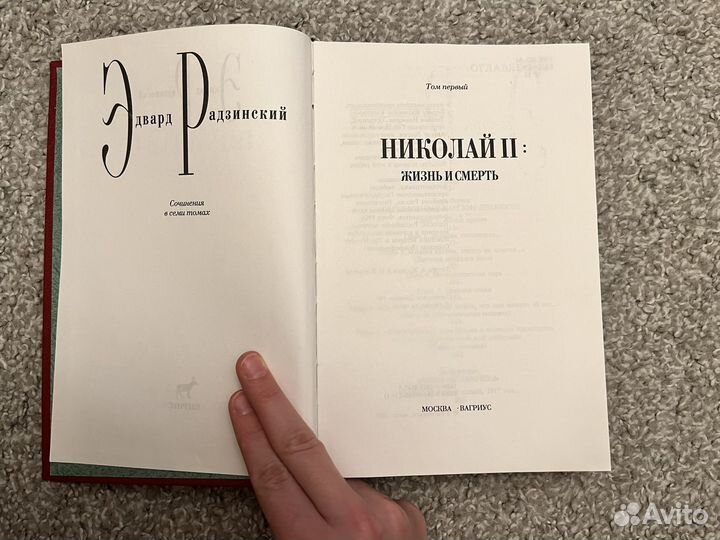 Эдвард Радзинский
Сочинения
в семи томах
Том первый
НИКОЛАЙ II:
ЖИЗНЬ И СМЕРТЬ
МОСКВА · ВАГРИУС
Avito